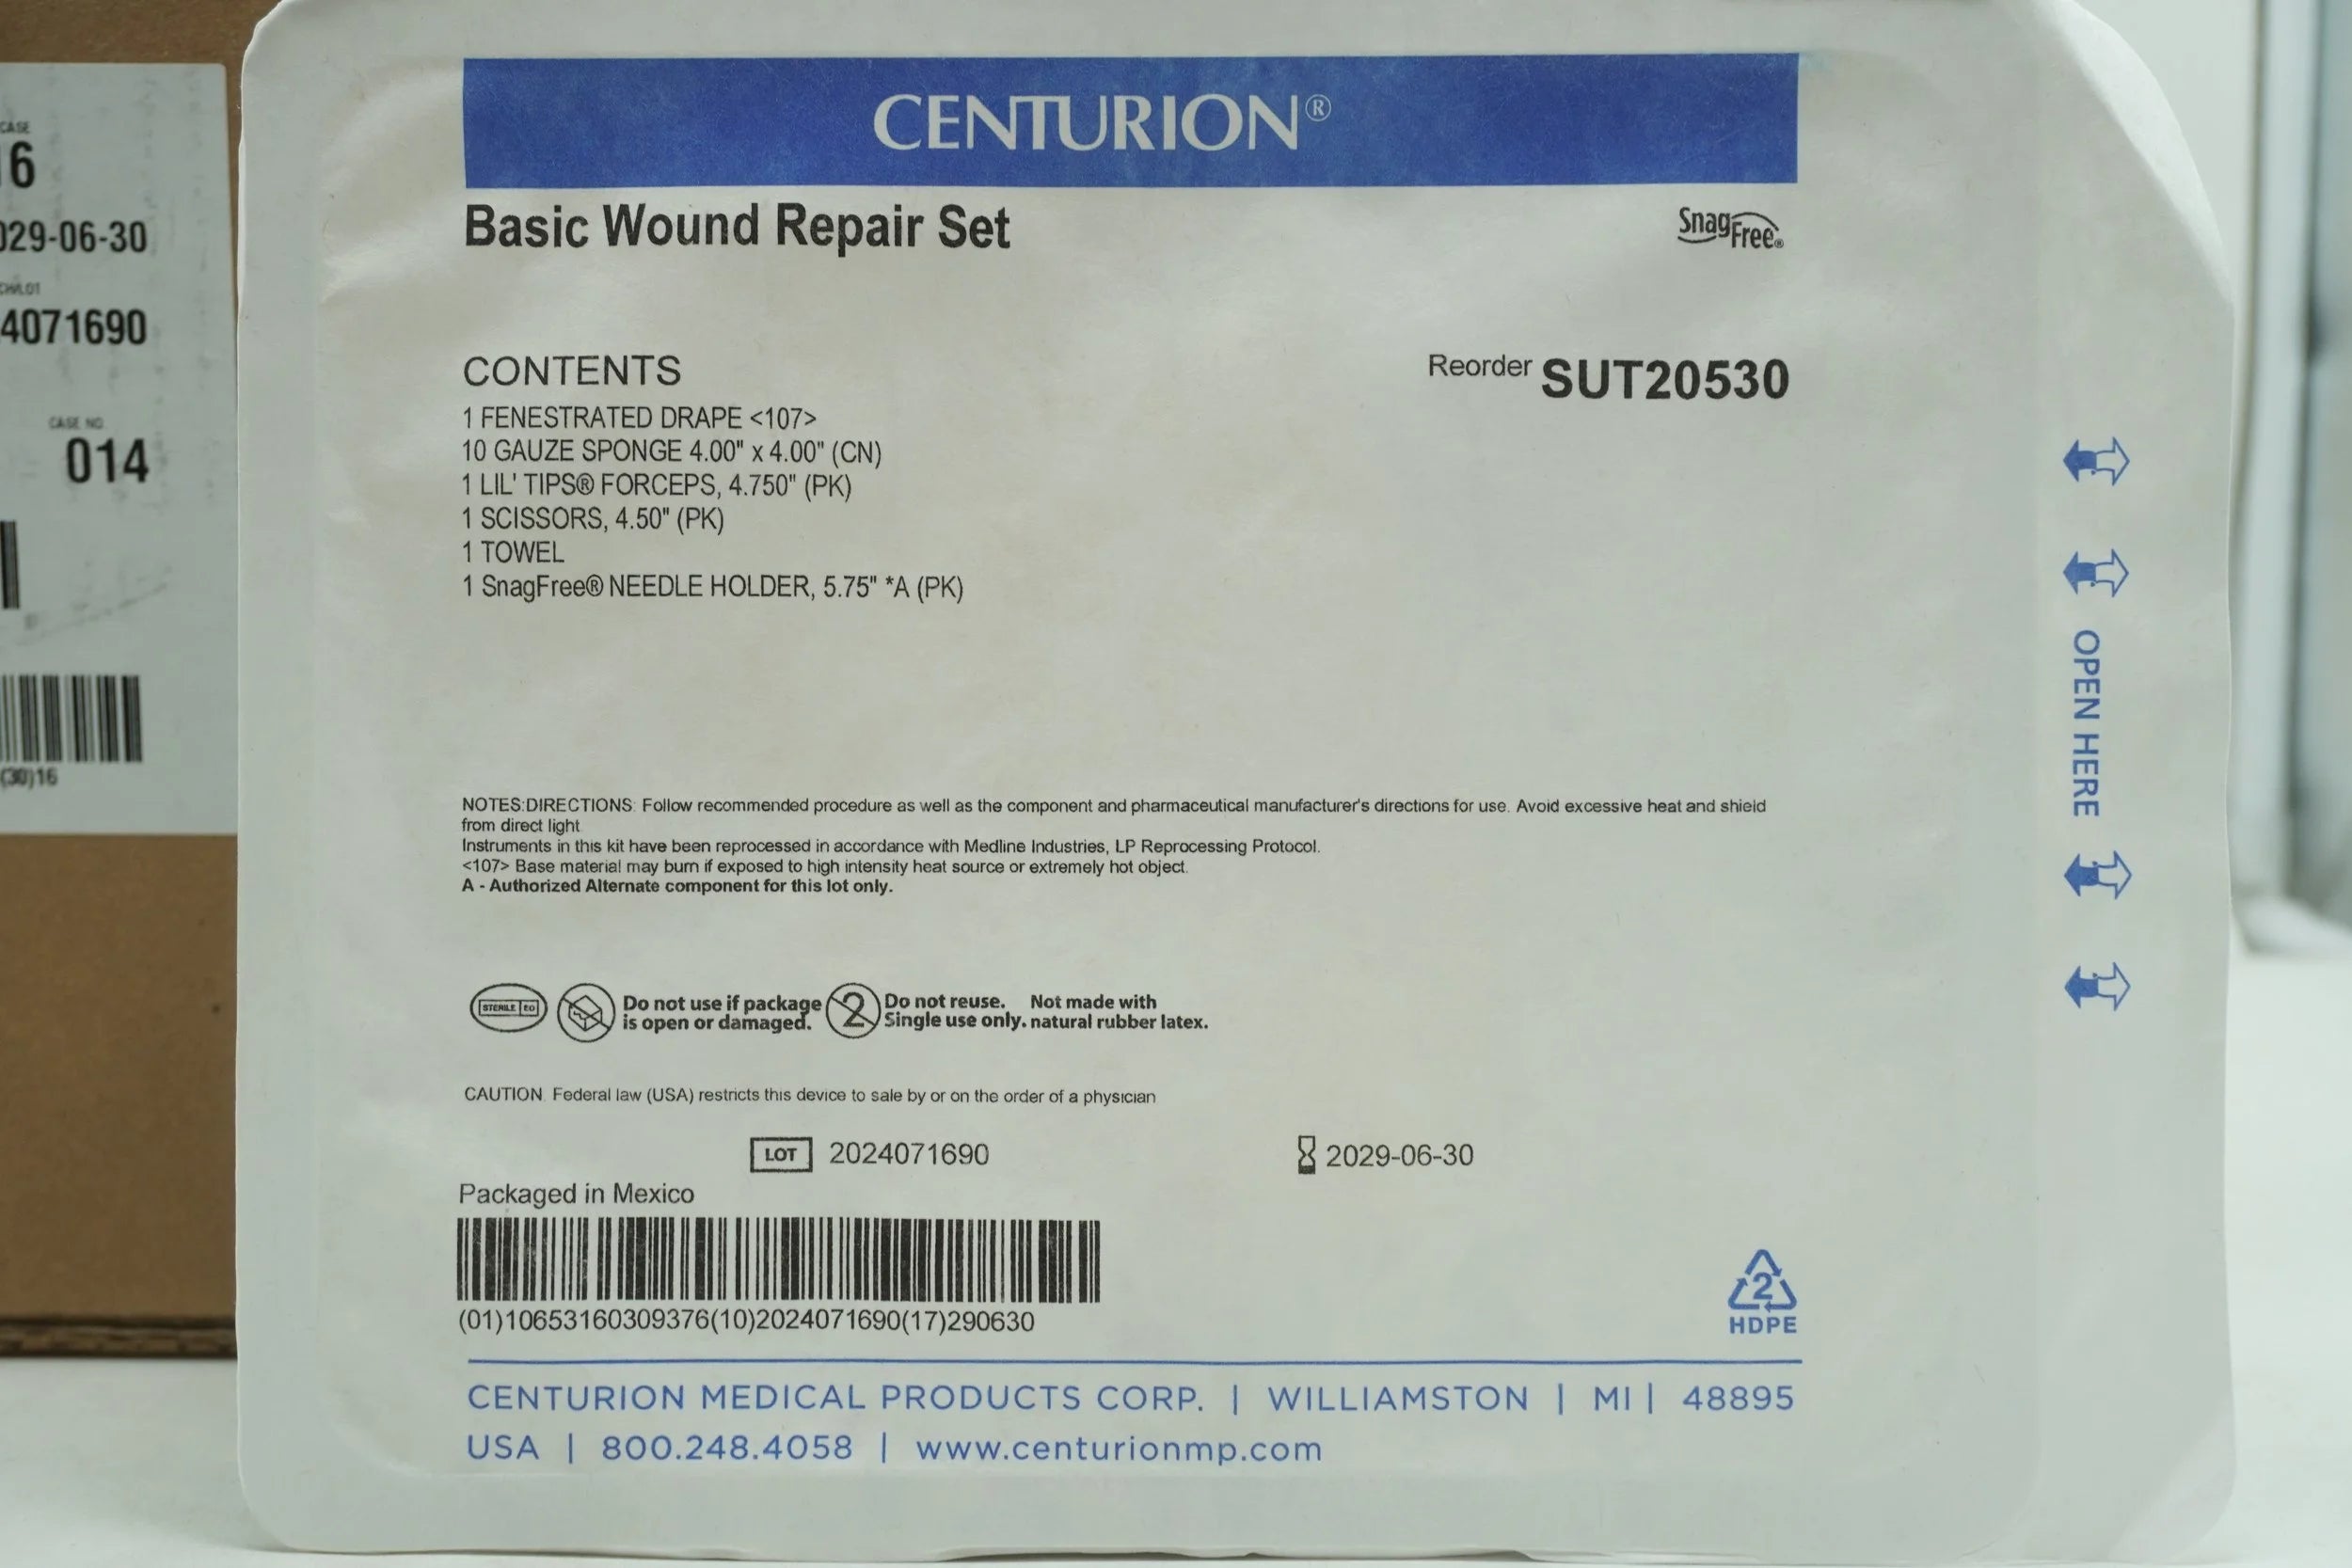 CASE
16
029-06-30
4071690
CASE NO
014
(30)16
CENTURION®
Basic Wound Repair Set
SnagFree®
CONTENTS
Reorder SUT20530
1 FENESTRATED DRAPE <107>
10 GAUZE SPONGE 4.00" x 4.00" (CN)
1 LIL' TIPS® FORCEPS, 4.750" (PK)
1 SCISSORS, 4.50" (PK)
1 TOWEL
1 SnagFree® NEEDLE HOLDER, 5.75" *A (PK)
OPEN HERE
NOTES:DIRECTIONS: Follow recommended procedure as well as the component and pharmaceutical manufacturer's directions for use. Avoid excessive heat and shield
from direct light.
Instruments in this kit have been reprocessed in accordance with Medline Industries, LP Reprocessing Protocol.
<107> Base material may burn if exposed to high intensity heat source or extremely hot object.
A - Authorized Alternate component for this lot only.
STERILE EO
Do not use if package
is open or damaged.
2
Do not reuse.
Single use only.
Not made with
natural rubber latex.
CAUTION. Federal law (USA) restricts this device to sale by or on the order of a physician
LOT 2024071690
2029-06-30
Packaged in Mexico
(01)10653160309376(10)2024071690(17)290630
2
HDPE
CENTURION MEDICAL PRODUCTS CORP. | WILLIAMSTON | MI | 48895
USA | 800.248.4058 | www.centurionmp.com